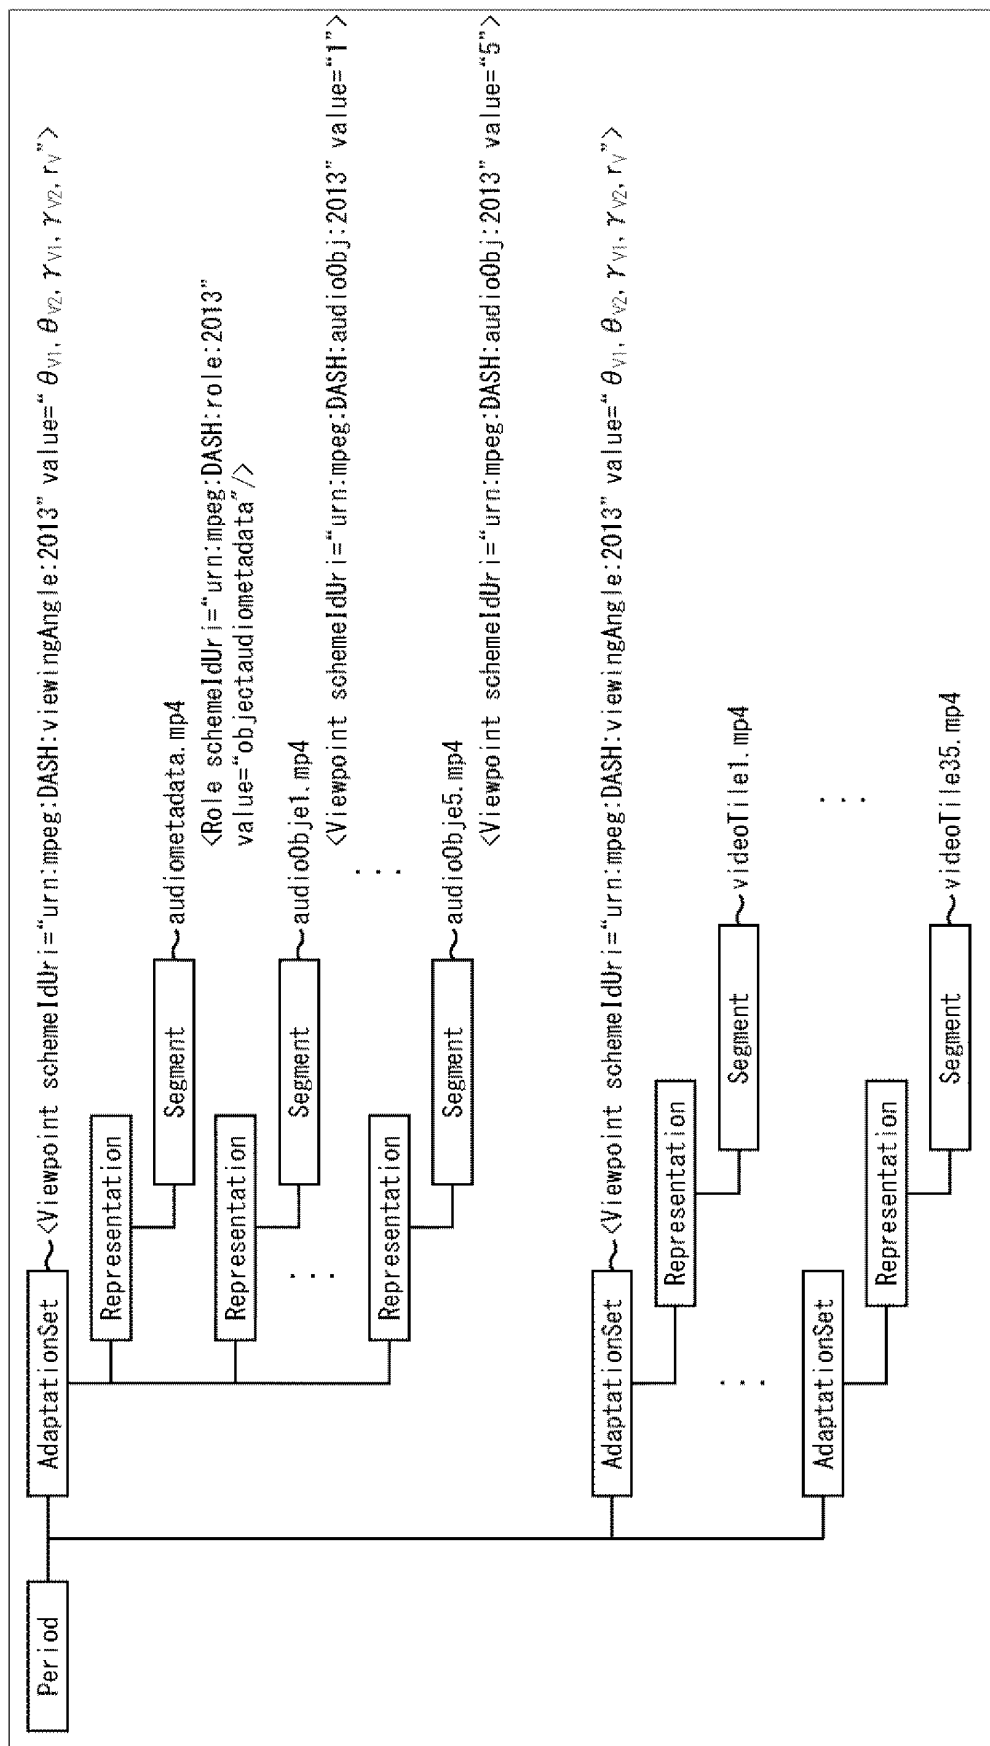 Period
AdaptationSet
<Viewpoint schemeIdUri=“urn:mpeg:DASH:viewingAngle:2013” value=“θV1, θV2, γV1, γV2, rV”>
Representation
Segment
audiometadata.mp4
<Role schemeIdUri=“urn:mpeg:DASH:role:2013”
value=“objectaudiometadata”/>
Representation
Segment
audioObje1.mp4
<Viewpoint schemeIdUri=“urn:mpeg:DASH:audioObj:2013” value=“1”>
...
...
Representation
Segment
audioObje5.mp4
<Viewpoint schemeIdUri=“urn:mpeg:DASH:audioObj:2013” value=“5”>
AdaptationSet
<Viewpoint schemeIdUri=“urn:mpeg:DASH:viewingAngle:2013” value=“θV1, θV2, γV1, γV2, rV”>
Representation
Segment
videoTile1.mp4
...
...
AdaptationSet
Representation
Segment
videoTile35.mp4